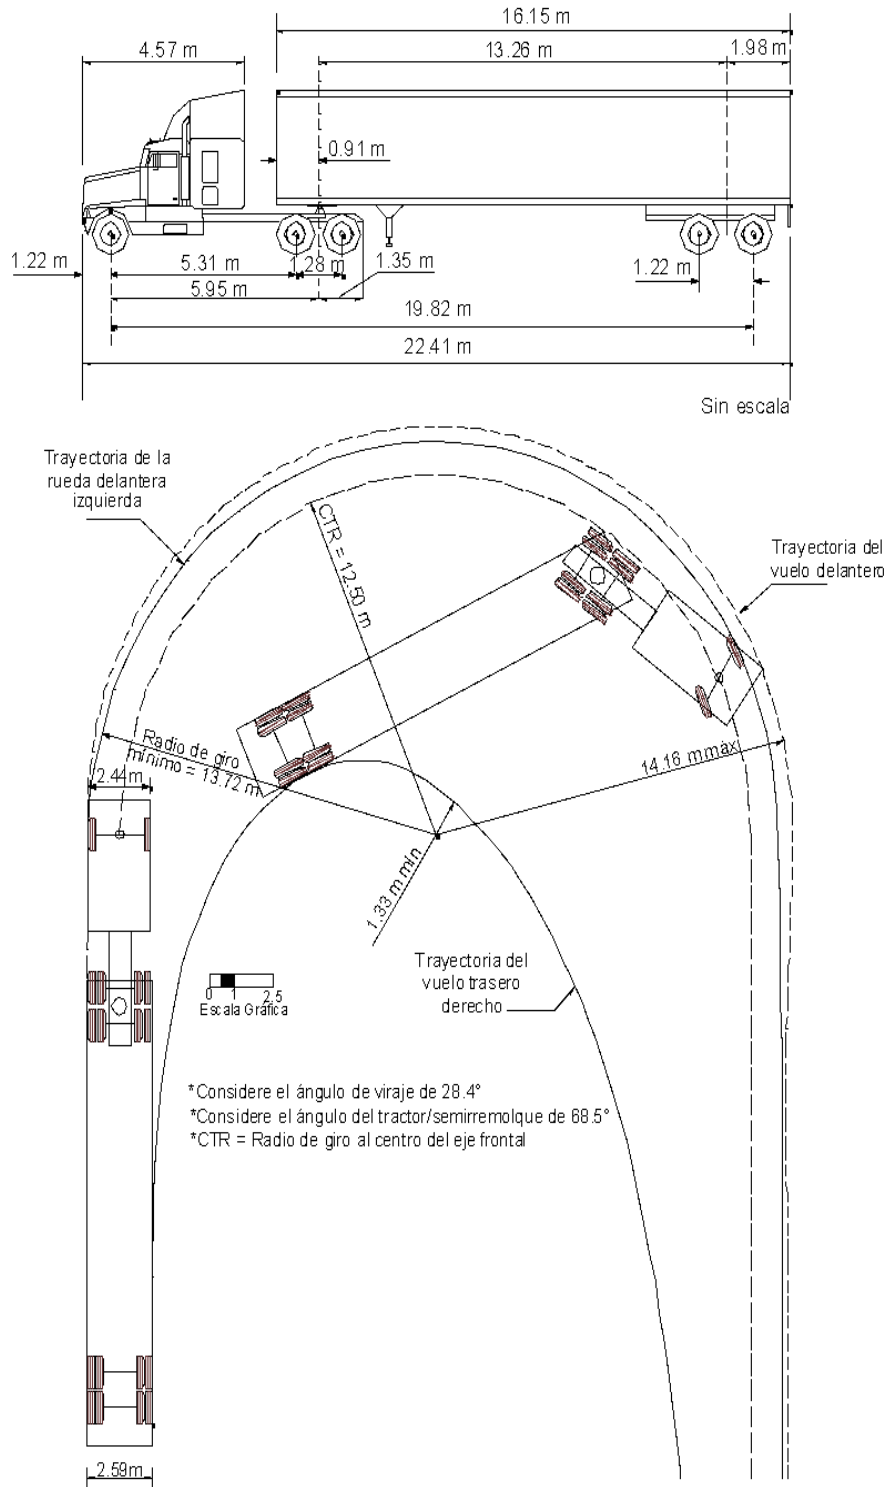 16.15 m
4.57 m
13.26 m
1.98 m
0.91 m
1.22 m
5.31 m
1.28 m
1.35 m
1.22 m
5.95 m
19.82 m
22.41 m
Sin escala
Trayectoria de la
rueda delantera
izquierda
CTR = 12.50 m
Trayectoria del
vuelo delantero
Radio de giro
mínimo = 13.72 m
14.16 m máx
2.44m
1.33 m mín
Trayectoria del
vuelo trasero
derecho
0 1 2.5
Escala Gráfica
*Considere el ángulo de viraje de 28.4°
*Considere el ángulo del tractor/semirremolque de 68.5°
*CTR = Radio de giro al centro del eje frontal
2.59m